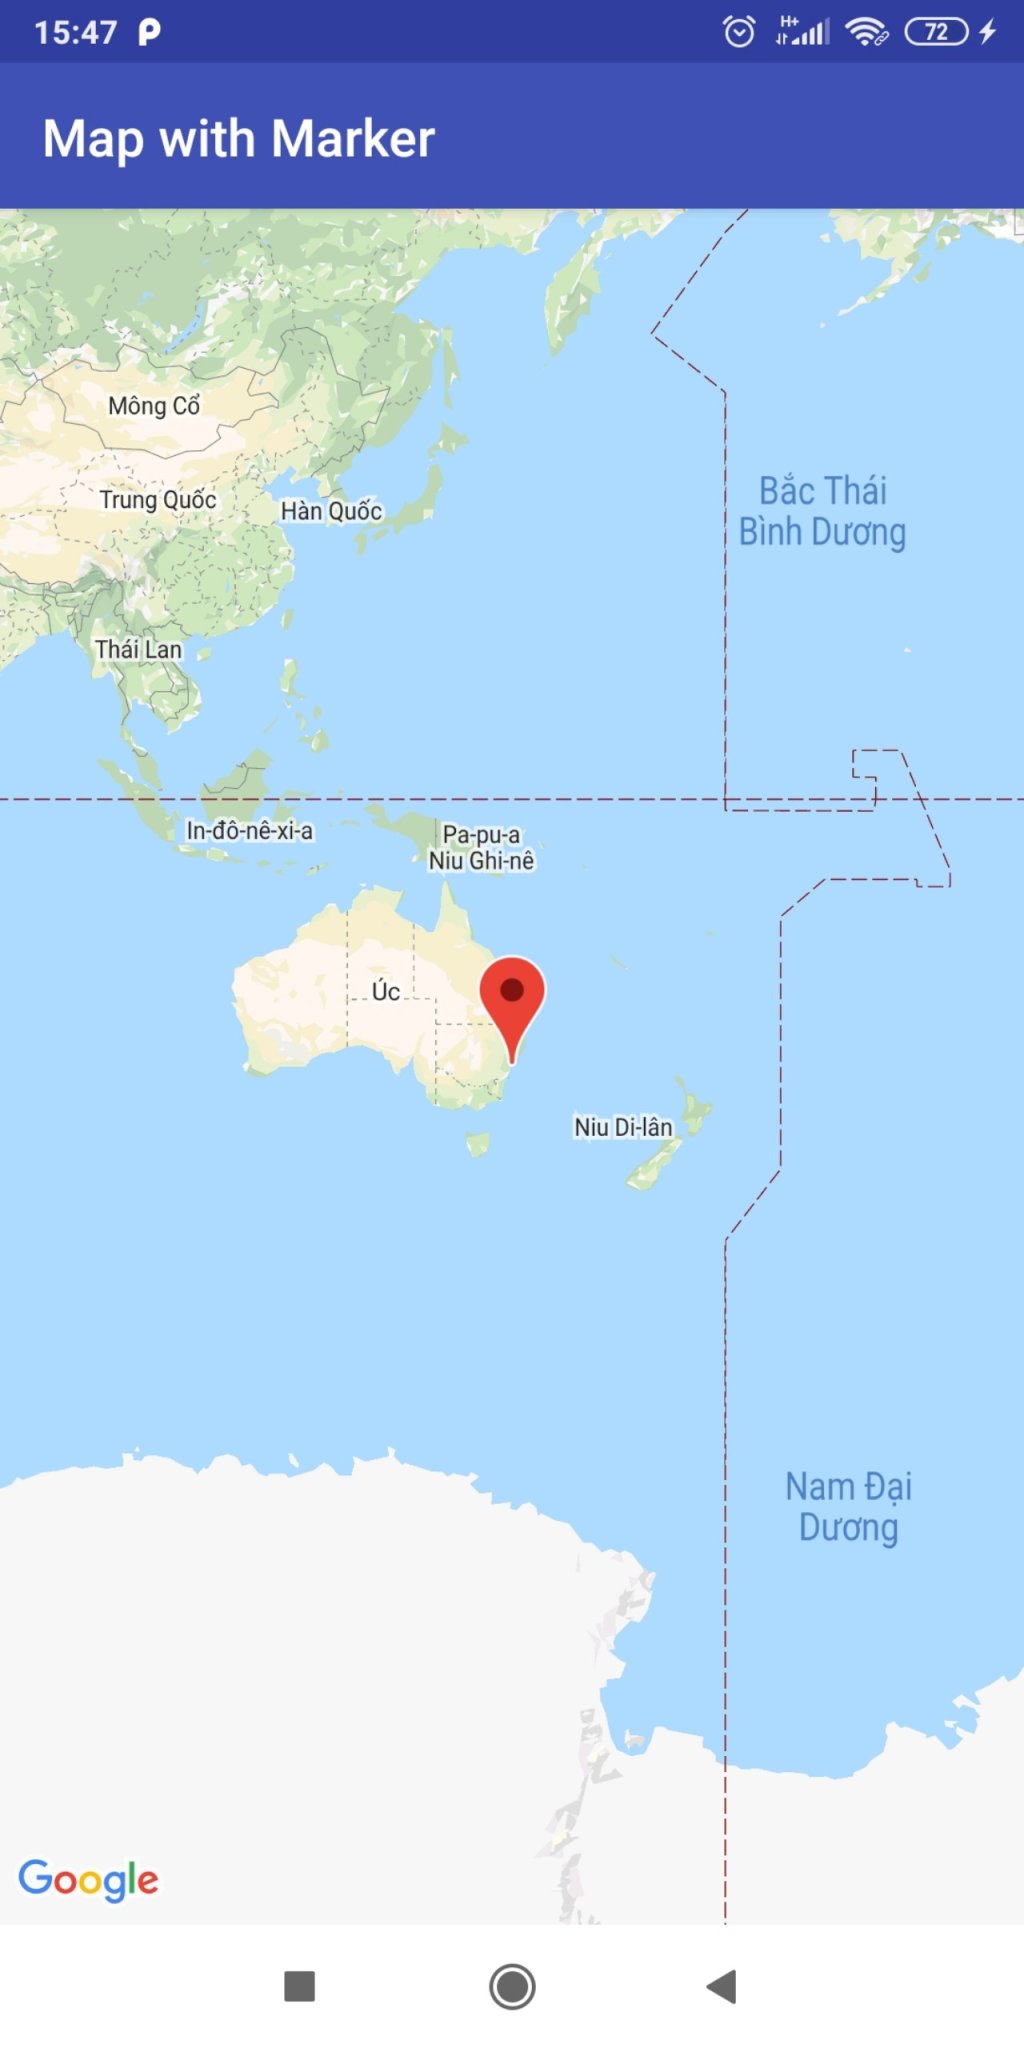 15:47
H+
72
Map with Marker
Mông Cổ
Bắc Thái
Bình Dương
Trung Quốc
Hàn Quốc
Thái Lan
In-đô-nê-xi-a
Pa-pu-a
Niu Ghi-nê
Úc
Niu Di-lân
Nam Đại
Dương
Google